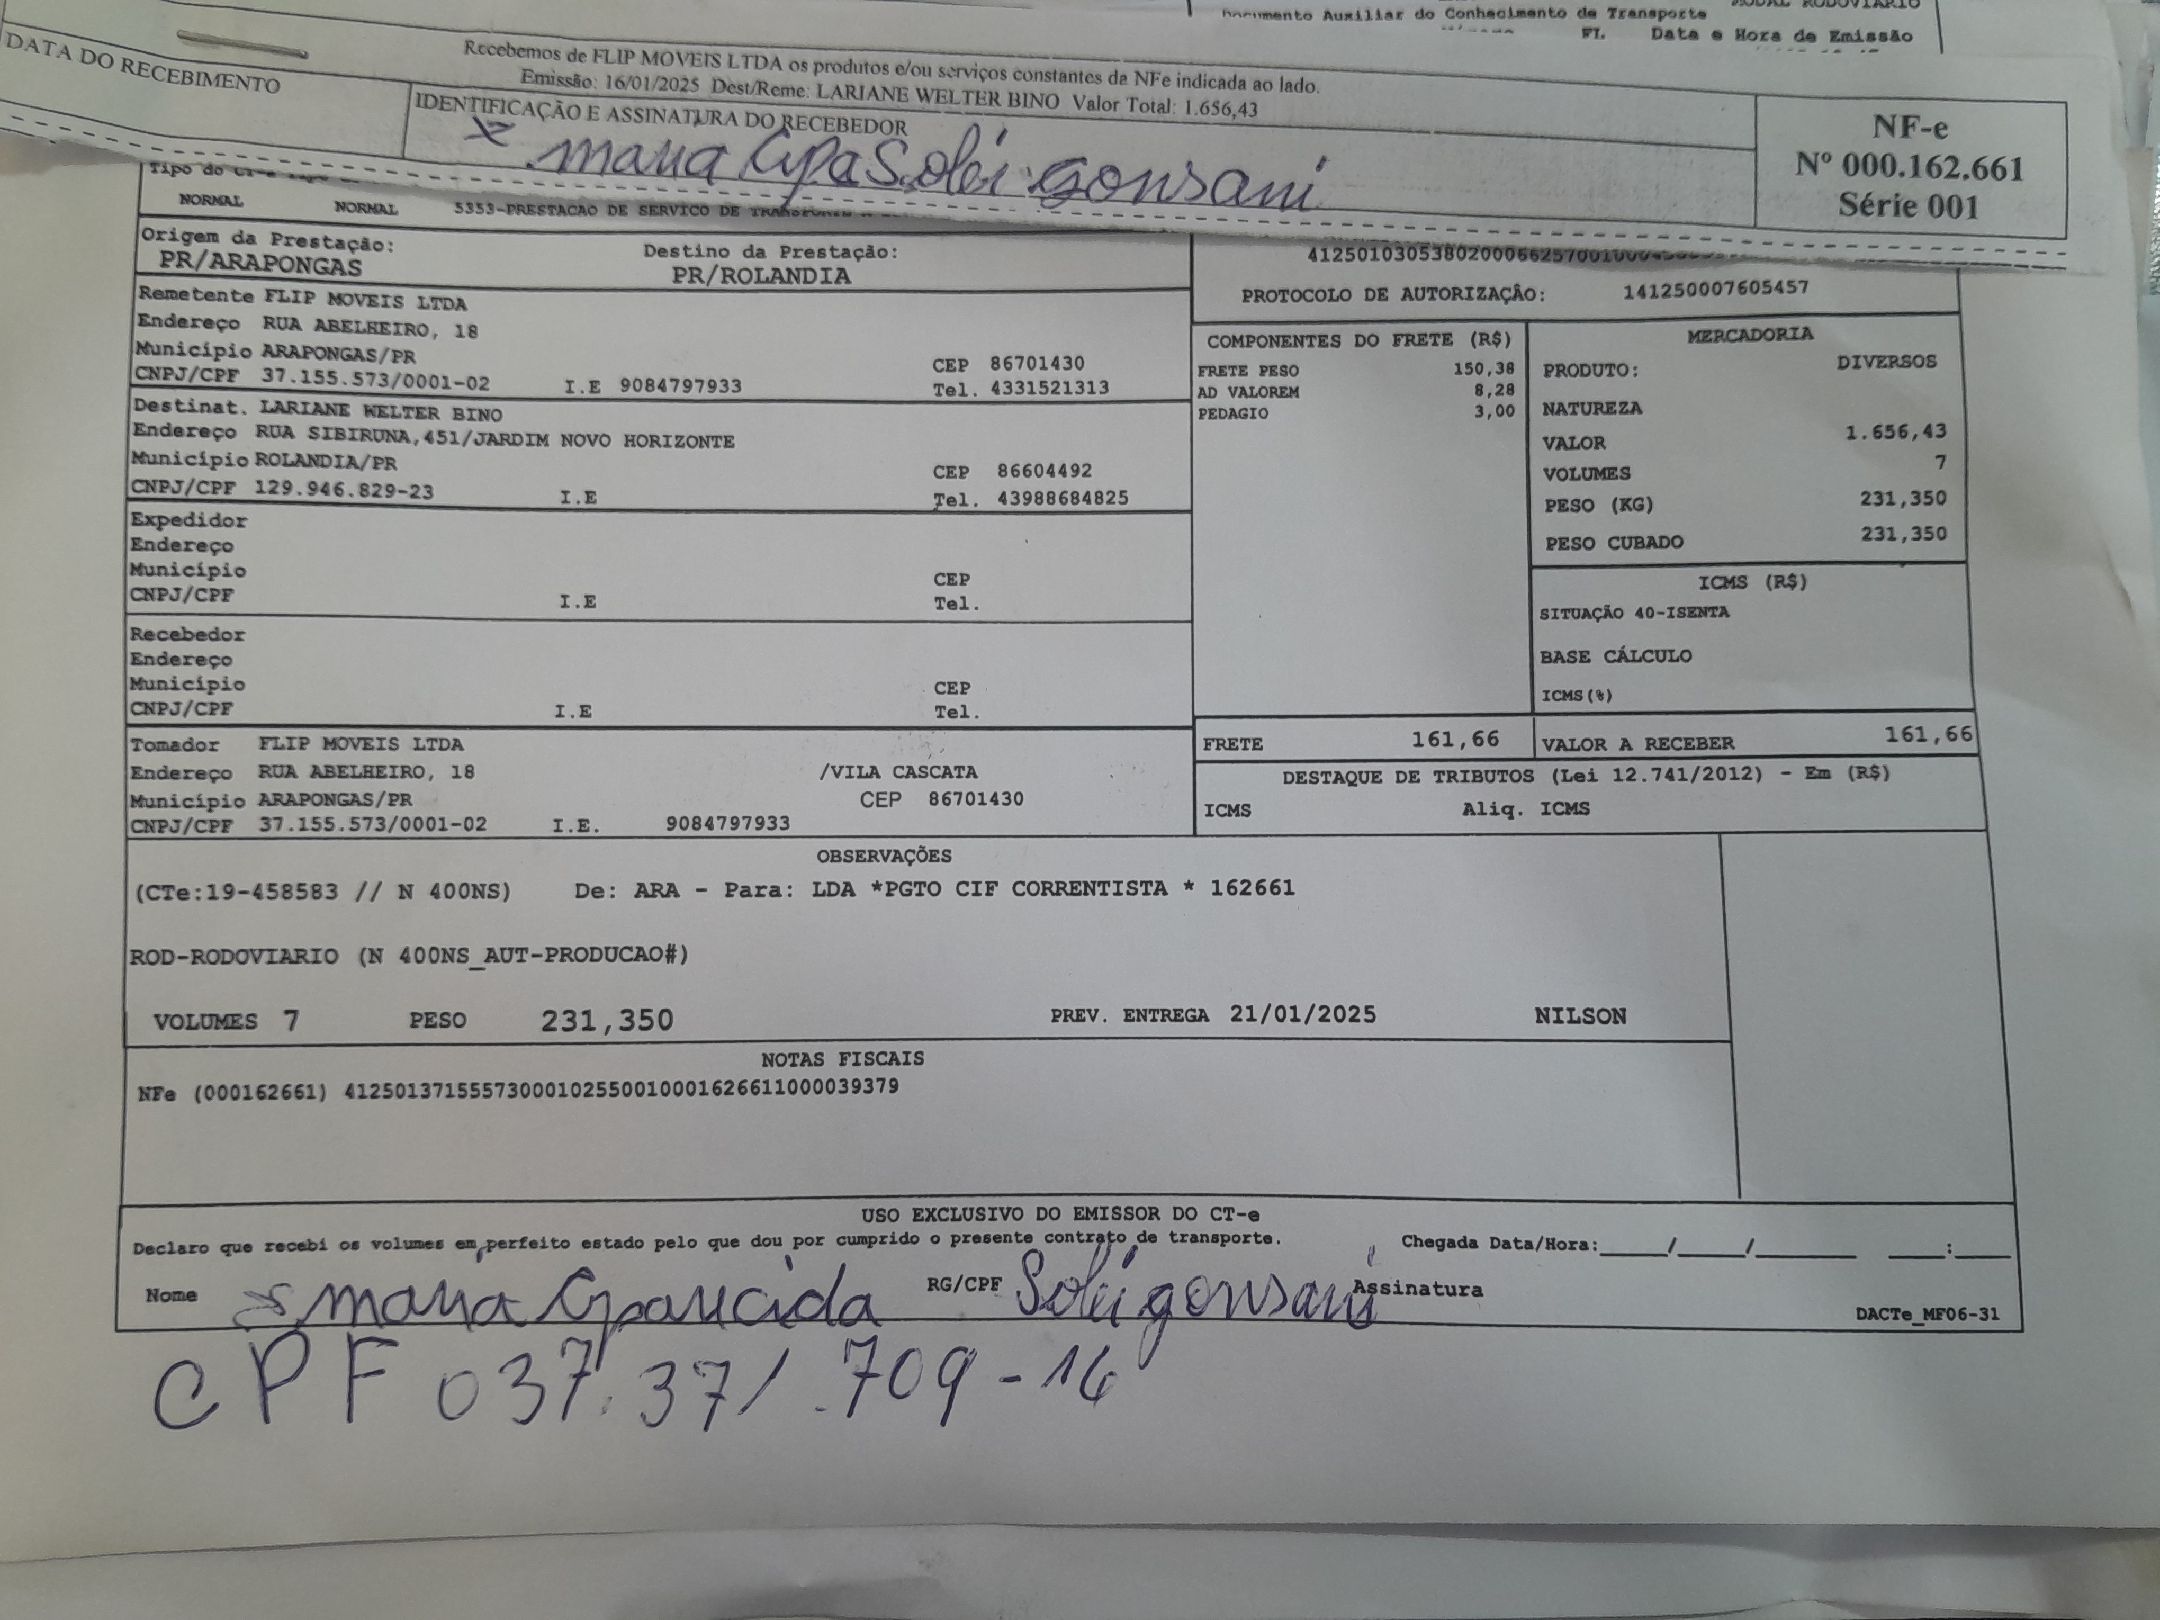 MODAL RODOVIARIO
Documento Auxiliar do Conhecimento de Transporte
FL. Data e Hora de Emissão
Recebemos de FLIP MOVEIS LTDA os produtos e/ou serviços constantes da NFe indicada ao lado.
Emissão: 16/01/2025 Dest/Reme: LARIANE WELTER BINO Valor Total: 1.656,43
DATA DO RECEBIMENTO
IDENTIFICAÇÃO E ASSINATURA DO RECEBEDOR
x maria Apa Soléi gonsani
NF-e
Nº 000.162.661
Série 001
Tipo do
NORMAL NORMAL 5353-PRESTACAO DE SERVICO DE
Origem da Prestação: Destino da Prestação:
PR/ARAPONGAS PR/ROLANDIA
PROTOCOLO DE AUTORIZAÇÃO: 141250007605457
Remetente FLIP MOVEIS LTDA
Endereço RUA ABELHEIRO, 18
Município ARAPONGAS/PR CEP 86701430
CNPJ/CPF 37.155.573/0001-02 I.E 9084797933 Tel. 4331521313
Destinat. LARIANE WELTER BINO
Endereço RUA SIBIRUNA,451/JARDIM NOVO HORIZONTE
Município ROLANDIA/PR CEP 86604492
CNPJ/CPF 129.946.829-23 I.E Tel. 43988684825
Expedidor
Endereço
Município CEP
CNPJ/CPF I.E Tel.
Recebedor
Endereço
Município CEP
CNPJ/CPF I.E Tel.
Tomador FLIP MOVEIS LTDA
Endereço RUA ABELHEIRO, 18 /VILA CASCATA
Município ARAPONGAS/PR CEP 86701430
CNPJ/CPF 37.155.573/0001-02 I.E. 9084797933
COMPONENTES DO FRETE (R$)
FRETE PESO 150,38
AD VALOREM 8,28
PEDAGIO 3,00
MERCADORIA
PRODUTO: DIVERSOS
NATUREZA
VALOR 1.656,43
VOLUMES 7
PESO (KG) 231,350
PESO CUBADO 231,350
ICMS (R$)
SITUAÇÃO 40-ISENTA
BASE CÁLCULO
ICMS(%)
FRETE 161,66 VALOR A RECEBER 161,66
DESTAQUE DE TRIBUTOS (Lei 12.741/2012) - Em (R$)
ICMS Aliq. ICMS
OBSERVAÇÕES
(CTe:19-458583 // N 400NS) De: ARA - Para: LDA *PGTO CIF CORRENTISTA * 162661
ROD-RODOVIARIO (N 400NS_AUT-PRODUCAO#)
VOLUMES 7 PESO 231,350 PREV. ENTREGA 21/01/2025 NILSON
NOTAS FISCAIS
NFe (000162661) 41250137155573000102550010001626611000039379
USO EXCLUSIVO DO EMISSOR DO CT-e
Declaro que recebi os volumes em perfeito estado pelo que dou por cumprido o presente contrato de transporte. Chegada Data/Hora:_____/_____/________ ____:____
Nome x maria Aparecida RG/CPF Soléi gonsani Assinatura
DACTe_MF06-31
CPF 037.371.709-16